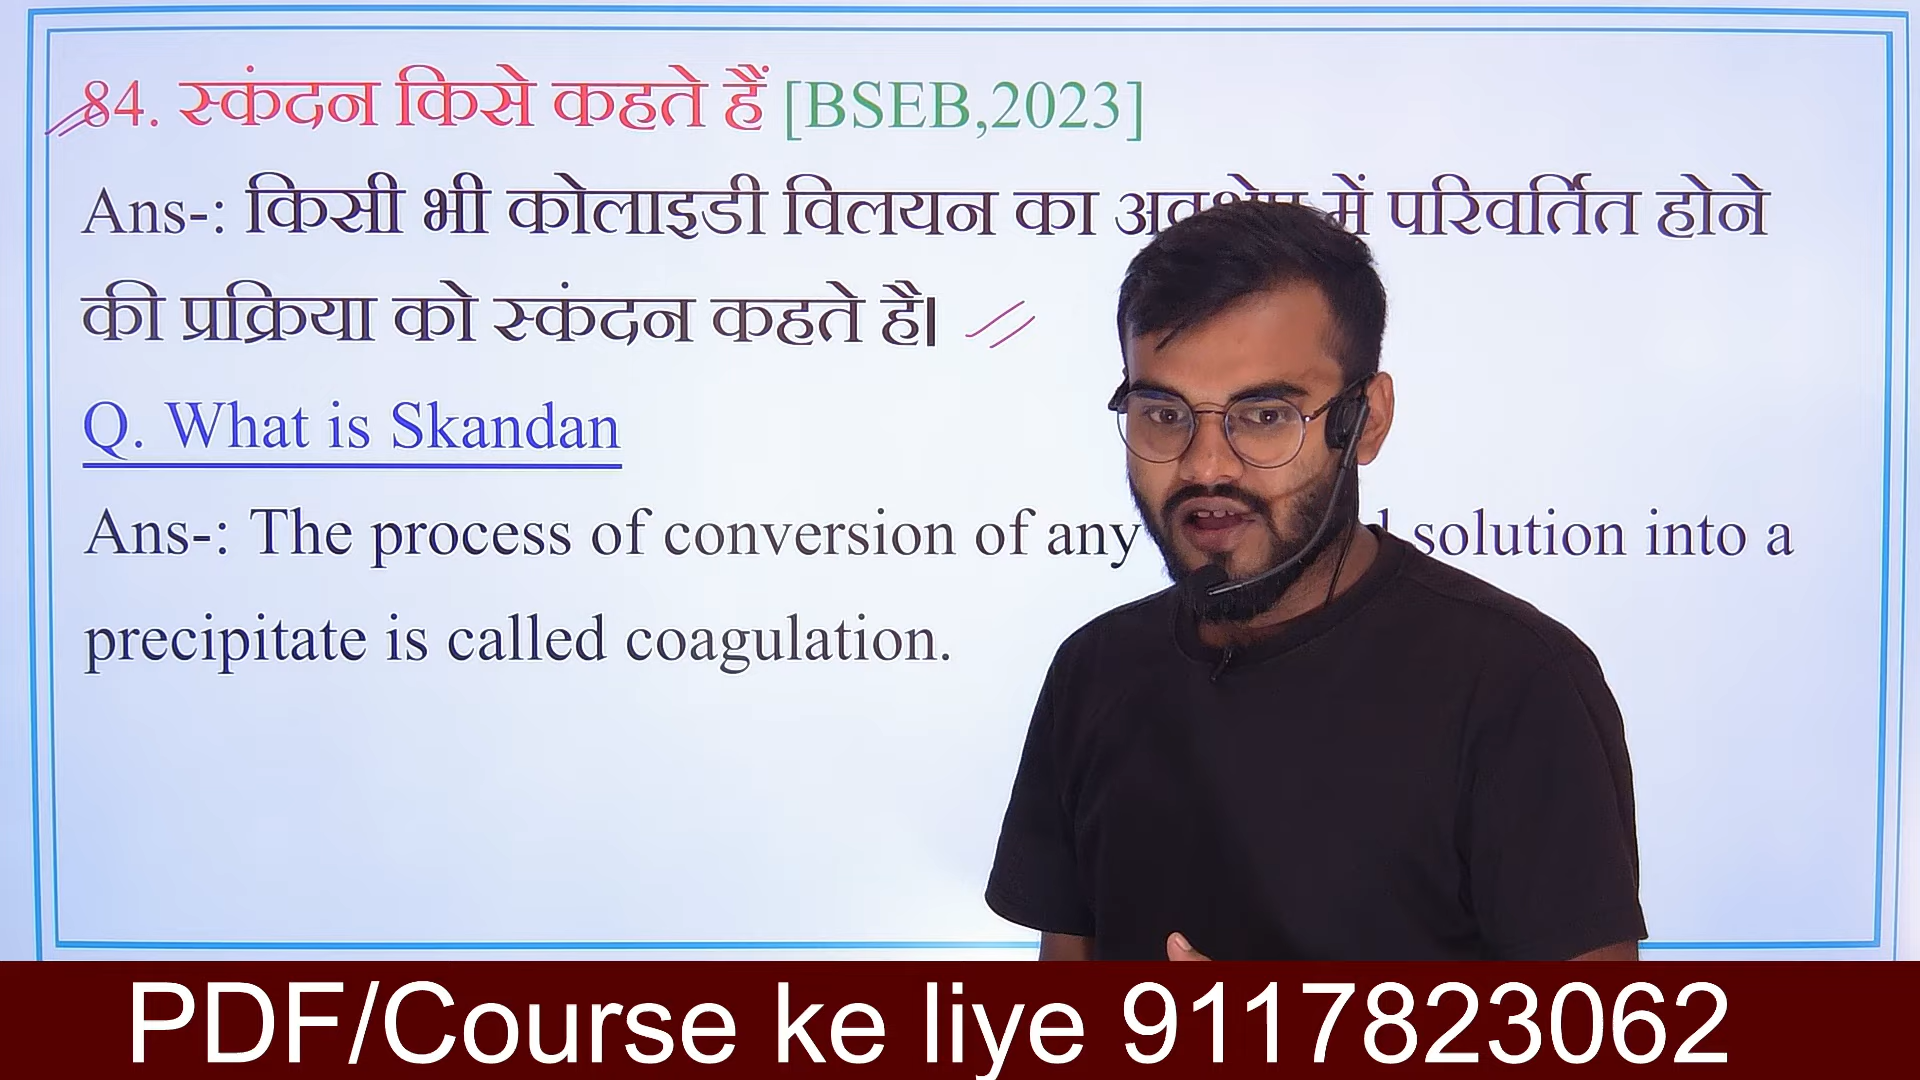 84. स्कंदन किसे कहते हैं [BSEB,2023]
Ans-: किसी भी कोलाइडी विलयन का में परिवर्तित होने
की प्रक्रिया को स्कंदन कहते है।
Q. What is Skandan
Ans-: The process of conversion of any solution into a
precipitate is called coagulation.
PDF/Course ke liye 9117823062